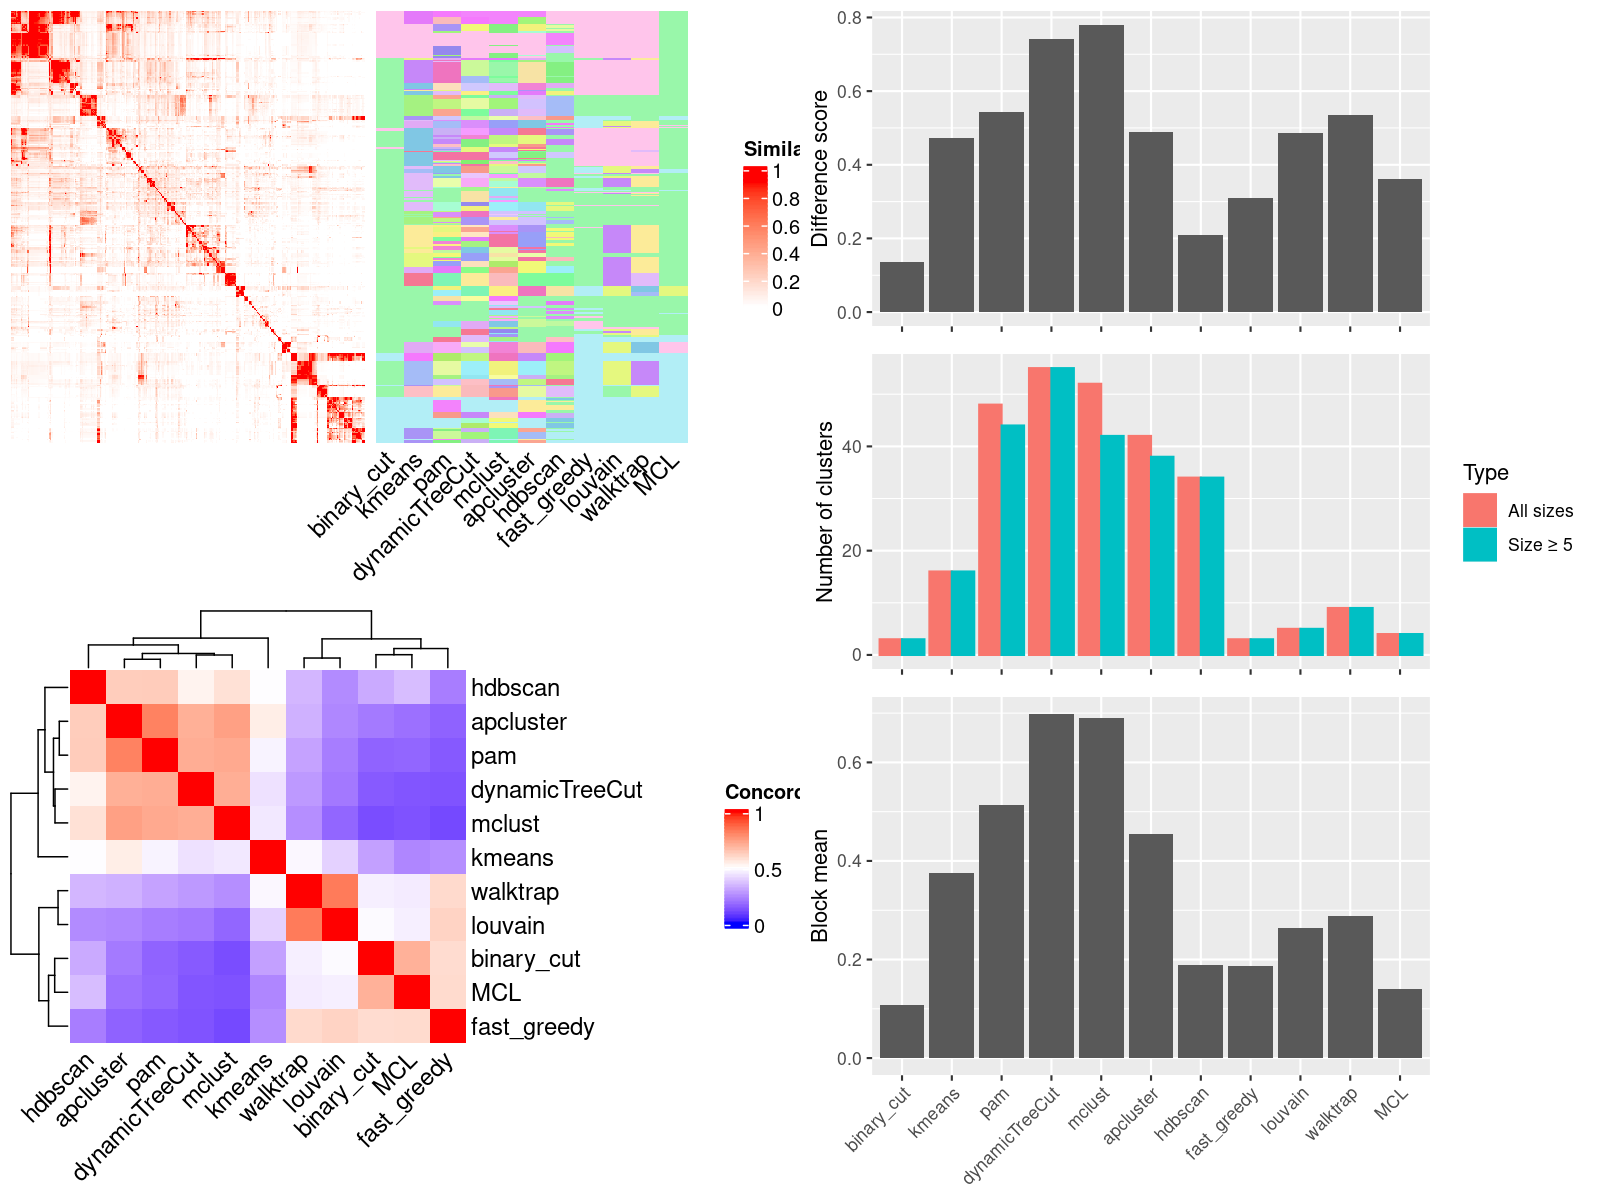 Simila
1
0.8
0.6
0.4
0.2
0
binary_cut
kmeans
pam
dynamicTreeCut
mclust
apcluster
hdbscan
fast_greedy
louvain
walktrap
MCL
hdbscan
apcluster
pam
dynamicTreeCut
mclust
kmeans
walktrap
louvain
binary_cut
MCL
fast_greedy
hdbscan
apcluster
pam
dynamicTreeCut
mclust
kmeans
walktrap
louvain
binary_cut
MCL
fast_greedy
Concord
1
0.5
0
Difference score
0.8
0.6
0.4
0.2
0.0
Number of clusters
40
20
0
Type
All sizes
Size ≥ 5
Block mean
0.6
0.4
0.2
0.0
binary_cut
kmeans
pam
dynamicTreeCut
mclust
apcluster
hdbscan
fast_greedy
louvain
walktrap
MCL